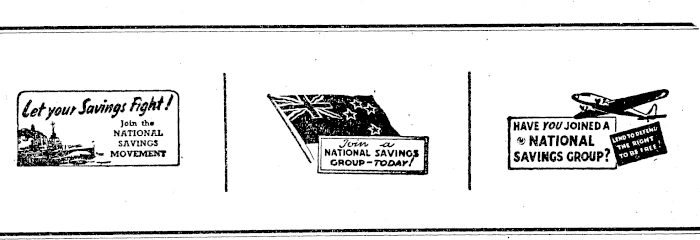 Let your Savings Fight!
Join the
NATIONAL
SAVINGS
MOVEMENT
Join a
NATIONAL SAVINGS
GROUP-TODAY!
HAVE YOU JOINED A
NATIONAL
SAVINGS GROUP?
LEND TO DEFEND
THE RIGHT
TO BE FREE!